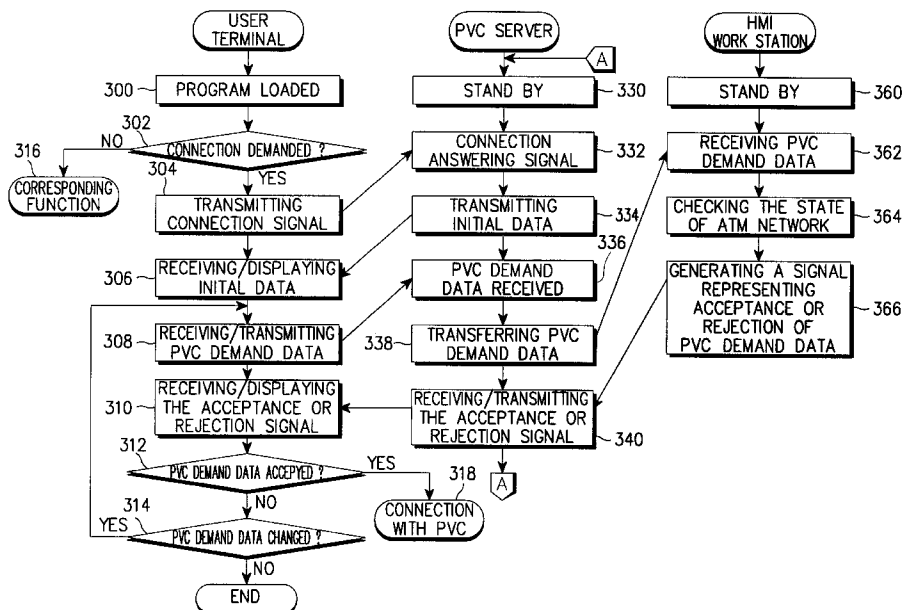 USER
TERMINAL
300
PROGRAM LOADED
302
CONNECTION DEMANDED ?
NO
316
CORRESPONDING
FUNCTION
YES
304
TRANSMITTING
CONNECTION SIGNAL
306
RECEIVING/DISPLAYING
INITAL DATA
308
RECEIVING/TRANSMITTING
PVC DEMAND DATA
310
RECEIVING/DISPLAYING
THE ACCEPTANCE OR
REJECTION SIGNAL
312
PVC DEMAND DATA ACCEPYED ?
YES
318
CONNECTION
WITH PVC
NO
314
YES
PVC DEMAND DATA CHANGED ?
NO
END
PVC SERVER
A
STAND BY
330
CONNECTION
ANSWERING SIGNAL
332
TRANSMITTING
INITIAL DATA
334
336
PVC DEMAND
DATA RECEIVED
338
TRANSFERRING PVC
DEMAND DATA
RECEIVING/TRANSMITTING
THE ACCEPTANCE OR
REJECTION SIGNAL
340
A
HMI
WORK STATION
STAND BY
360
RECEIVING PVC
DEMAND DATA
362
CHECKING THE STATE
OF ATM NETWORK
364
GENERATING A SIGNAL
REPRESENTING
ACCEPTANCE OR
REJECTION OF
PVC DEMAND DATA
366